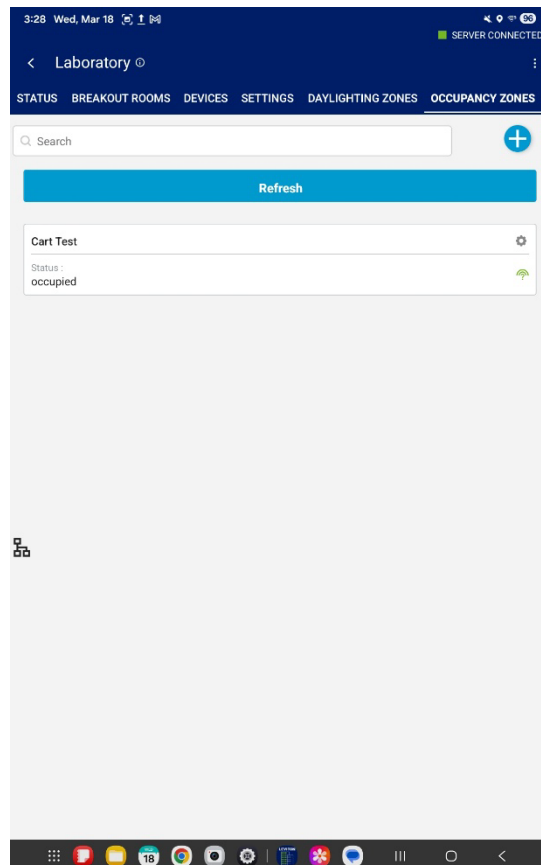 3:28 Wed, Mar 18
96
SERVER CONNECTED
Laboratory
STATUS BREAKOUT ROOMS DEVICES SETTINGS DAYLIGHTING ZONES OCCUPANCY ZONES
Search
Refresh
Cart Test
Status :
occupied
18